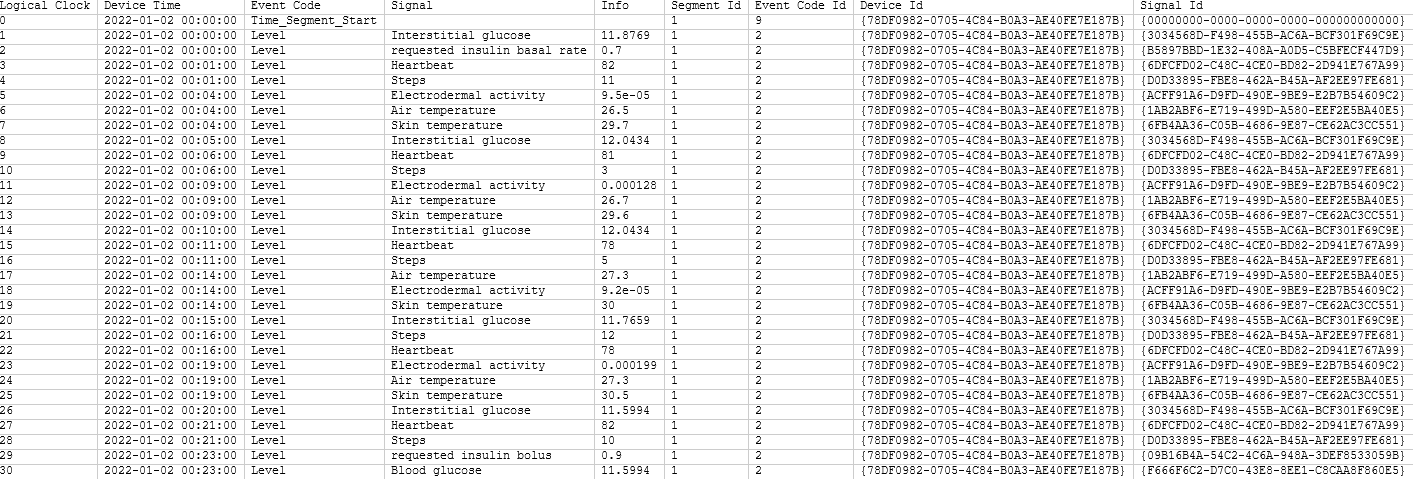 Logical Clock Device Time Event Code Signal Info Segment Id Event Code Id Device Id Signal Id
0 2022-01-02 00:00:00 Time_Segment_Start 1 9 {78DF0982-0705-4C84-B0A3-AE40FE7E187B} {00000000-0000-0000-0000-000000000000}
1 2022-01-02 00:00:00 Level Interstitial glucose 11.8769 1 2 {78DF0982-0705-4C84-B0A3-AE40FE7E187B} {3034568D-F498-455B-AC6A-BCF301F69C9E}
2 2022-01-02 00:00:00 Level requested insulin basal rate 0.7 1 2 {78DF0982-0705-4C84-B0A3-AE40FE7E187B} {B5897BBD-1E32-408A-A0D5-C5BFECF447D9}
3 2022-01-02 00:01:00 Level Heartbeat 82 1 2 {78DF0982-0705-4C84-B0A3-AE40FE7E187B} {6DFCFD02-C48C-4CE0-BD82-2D941E767A99}
4 2022-01-02 00:01:00 Level Steps 11 1 2 {78DF0982-0705-4C84-B0A3-AE40FE7E187B} {D0D33895-FBE8-462A-B45A-AF2EE97FE681}
5 2022-01-02 00:04:00 Level Electrodermal activity 9.5e-05 1 2 {78DF0982-0705-4C84-B0A3-AE40FE7E187B} {ACFF91A6-D9FD-490E-9BE9-E2B7B54609C2}
6 2022-01-02 00:04:00 Level Air temperature 26.5 1 2 {78DF0982-0705-4C84-B0A3-AE40FE7E187B} {1AB2ABF6-E719-499D-A580-EEF2E5BA40E5}
7 2022-01-02 00:04:00 Level Skin temperature 29.7 1 2 {78DF0982-0705-4C84-B0A3-AE40FE7E187B} {6FB4AA36-C05B-4686-9E87-CE62AC3CC551}
8 2022-01-02 00:05:00 Level Interstitial glucose 12.0434 1 2 {78DF0982-0705-4C84-B0A3-AE40FE7E187B} {3034568D-F498-455B-AC6A-BCF301F69C9E}
9 2022-01-02 00:06:00 Level Heartbeat 81 1 2 {78DF0982-0705-4C84-B0A3-AE40FE7E187B} {6DFCFD02-C48C-4CE0-BD82-2D941E767A99}
10 2022-01-02 00:06:00 Level Steps 3 1 2 {78DF0982-0705-4C84-B0A3-AE40FE7E187B} {D0D33895-FBE8-462A-B45A-AF2EE97FE681}
11 2022-01-02 00:09:00 Level Electrodermal activity 0.000128 1 2 {78DF0982-0705-4C84-B0A3-AE40FE7E187B} {ACFF91A6-D9FD-490E-9BE9-E2B7B54609C2}
12 2022-01-02 00:09:00 Level Air temperature 26.7 1 2 {78DF0982-0705-4C84-B0A3-AE40FE7E187B} {1AB2ABF6-E719-499D-A580-EEF2E5BA40E5}
13 2022-01-02 00:09:00 Level Skin temperature 29.6 1 2 {78DF0982-0705-4C84-B0A3-AE40FE7E187B} {6FB4AA36-C05B-4686-9E87-CE62AC3CC551}
14 2022-01-02 00:10:00 Level Interstitial glucose 12.0434 1 2 {78DF0982-0705-4C84-B0A3-AE40FE7E187B} {3034568D-F498-455B-AC6A-BCF301F69C9E}
15 2022-01-02 00:11:00 Level Heartbeat 78 1 2 {78DF0982-0705-4C84-B0A3-AE40FE7E187B} {6DFCFD02-C48C-4CE0-BD82-2D941E767A99}
16 2022-01-02 00:11:00 Level Steps 5 1 2 {78DF0982-0705-4C84-B0A3-AE40FE7E187B} {D0D33895-FBE8-462A-B45A-AF2EE97FE681}
17 2022-01-02 00:14:00 Level Air temperature 27.3 1 2 {78DF0982-0705-4C84-B0A3-AE40FE7E187B} {1AB2ABF6-E719-499D-A580-EEF2E5BA40E5}
18 2022-01-02 00:14:00 Level Electrodermal activity 9.2e-05 1 2 {78DF0982-0705-4C84-B0A3-AE40FE7E187B} {ACFF91A6-D9FD-490E-9BE9-E2B7B54609C2}
19 2022-01-02 00:14:00 Level Skin temperature 30 1 2 {78DF0982-0705-4C84-B0A3-AE40FE7E187B} {6FB4AA36-C05B-4686-9E87-CE62AC3CC551}
20 2022-01-02 00:15:00 Level Interstitial glucose 11.7659 1 2 {78DF0982-0705-4C84-B0A3-AE40FE7E187B} {3034568D-F498-455B-AC6A-BCF301F69C9E}
21 2022-01-02 00:16:00 Level Steps 12 1 2 {78DF0982-0705-4C84-B0A3-AE40FE7E187B} {D0D33895-FBE8-462A-B45A-AF2EE97FE681}
22 2022-01-02 00:16:00 Level Heartbeat 78 1 2 {78DF0982-0705-4C84-B0A3-AE40FE7E187B} {6DFCFD02-C48C-4CE0-BD82-2D941E767A99}
23 2022-01-02 00:19:00 Level Electrodermal activity 0.000199 1 2 {78DF0982-0705-4C84-B0A3-AE40FE7E187B} {ACFF91A6-D9FD-490E-9BE9-E2B7B54609C2}
24 2022-01-02 00:19:00 Level Air temperature 27.3 1 2 {78DF0982-0705-4C84-B0A3-AE40FE7E187B} {1AB2ABF6-E719-499D-A580-EEF2E5BA40E5}
25 2022-01-02 00:19:00 Level Skin temperature 30.5 1 2 {78DF0982-0705-4C84-B0A3-AE40FE7E187B} {6FB4AA36-C05B-4686-9E87-CE62AC3CC551}
26 2022-01-02 00:20:00 Level Interstitial glucose 11.5994 1 2 {78DF0982-0705-4C84-B0A3-AE40FE7E187B} {3034568D-F498-455B-AC6A-BCF301F69C9E}
27 2022-01-02 00:21:00 Level Heartbeat 82 1 2 {78DF0982-0705-4C84-B0A3-AE40FE7E187B} {6DFCFD02-C48C-4CE0-BD82-2D941E767A99}
28 2022-01-02 00:21:00 Level Steps 10 1 2 {78DF0982-0705-4C84-B0A3-AE40FE7E187B} {D0D33895-FBE8-462A-B45A-AF2EE97FE681}
29 2022-01-02 00:23:00 Level requested insulin bolus 0.9 1 2 {78DF0982-0705-4C84-B0A3-AE40FE7E187B} {09B16B4A-54C2-4C6A-948A-3DEF8533059B}
30 2022-01-02 00:23:00 Level Blood glucose 11.5994 1 2 {78DF0982-0705-4C84-B0A3-AE40FE7E187B} {F666F6C2-D7C0-43E8-8EE1-C8CAA8F860E5}